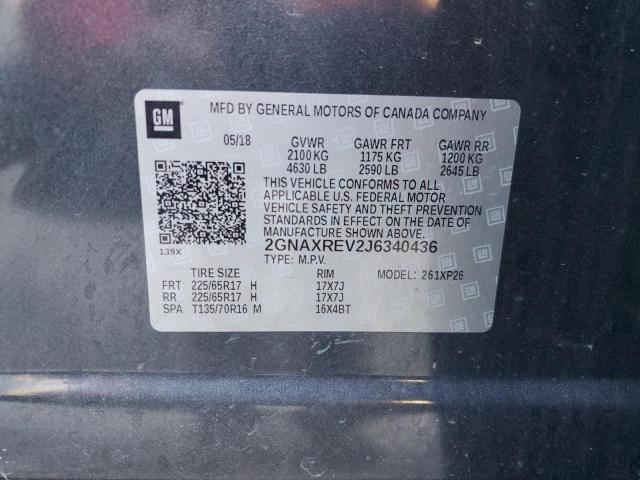 GM
MFD BY GENERAL MOTORS OF CANADA COMPANY
05/18 GVWR GAWR FRT GAWR RR
2100 KG 1175 KG 1200 KG
4630 LB 2590 LB 2645 LB
THIS VEHICLE CONFORMS TO ALL
APPLICABLE U.S. FEDERAL MOTOR
VEHICLE SAFETY AND THEFT PREVENTION
STANDARDS IN EFFECT ON THE DATE OF
MANUFACTURE SHOWN ABOVE.
139X 2GNAXREV2J6340436
TYPE: M.P.V.
TIRE SIZE RIM MODEL: 261XP26
FRT 225/65R17 H 17X7J
RR 225/65R17 H 17X7J
SPA T135/70R16 M 16X4BT